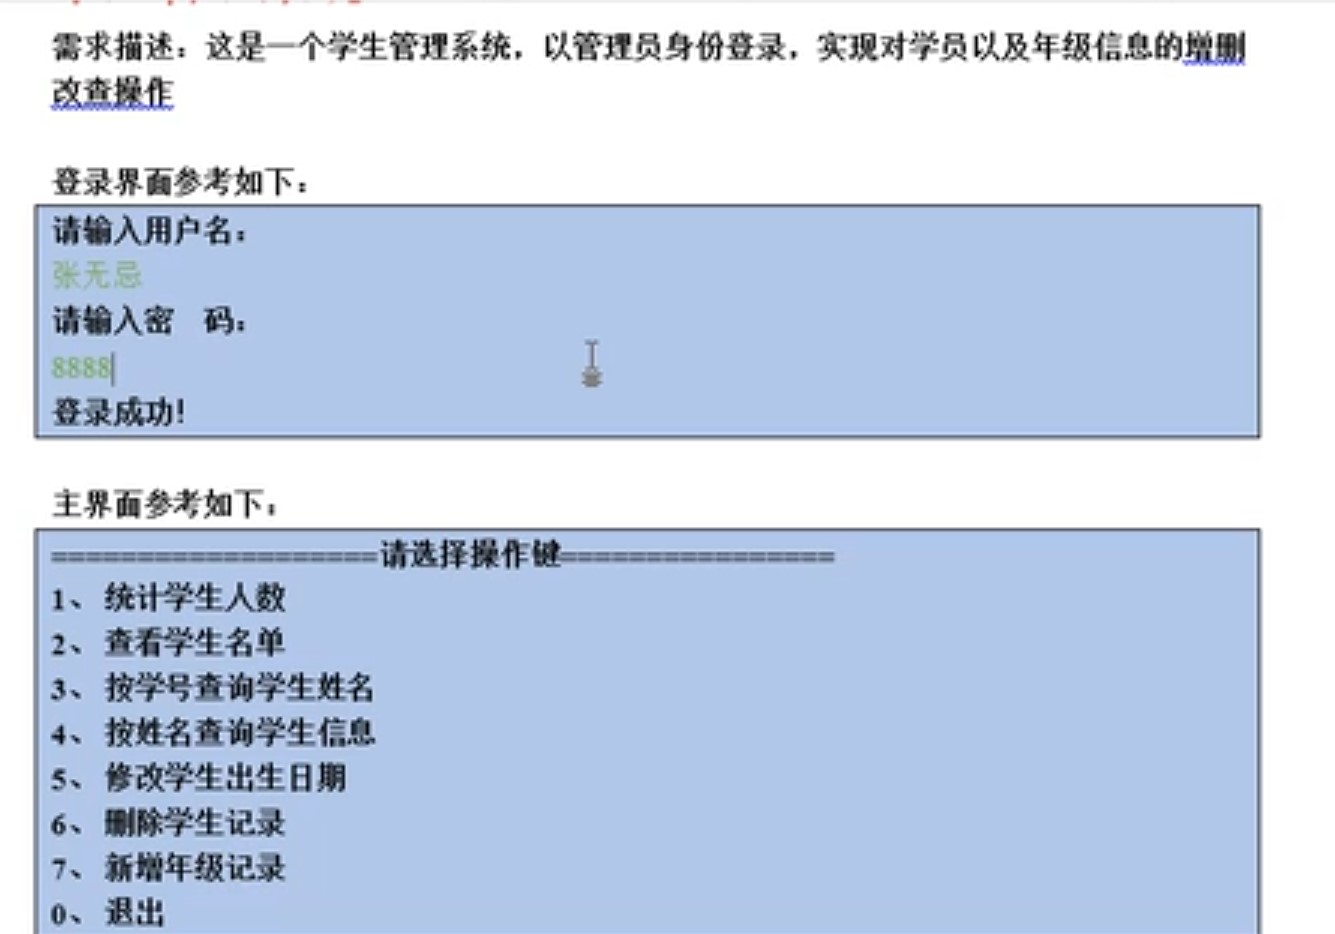 需求描述：这是一个学生管理系统，以管理员身份登录，实现对学员以及年级信息的增删
改查操作
登录界面参考如下：
请输入用户名：
张无忌
请输入密　码：
8888
登录成功！
主界面参考如下：
===================请选择操作键================
1、 统计学生人数
2、 查看学生名单
3、 按学号查询学生姓名
4、 按姓名查询学生信息
5、 修改学生出生日期
6、 删除学生记录
7、 新增年级记录
0、 退出